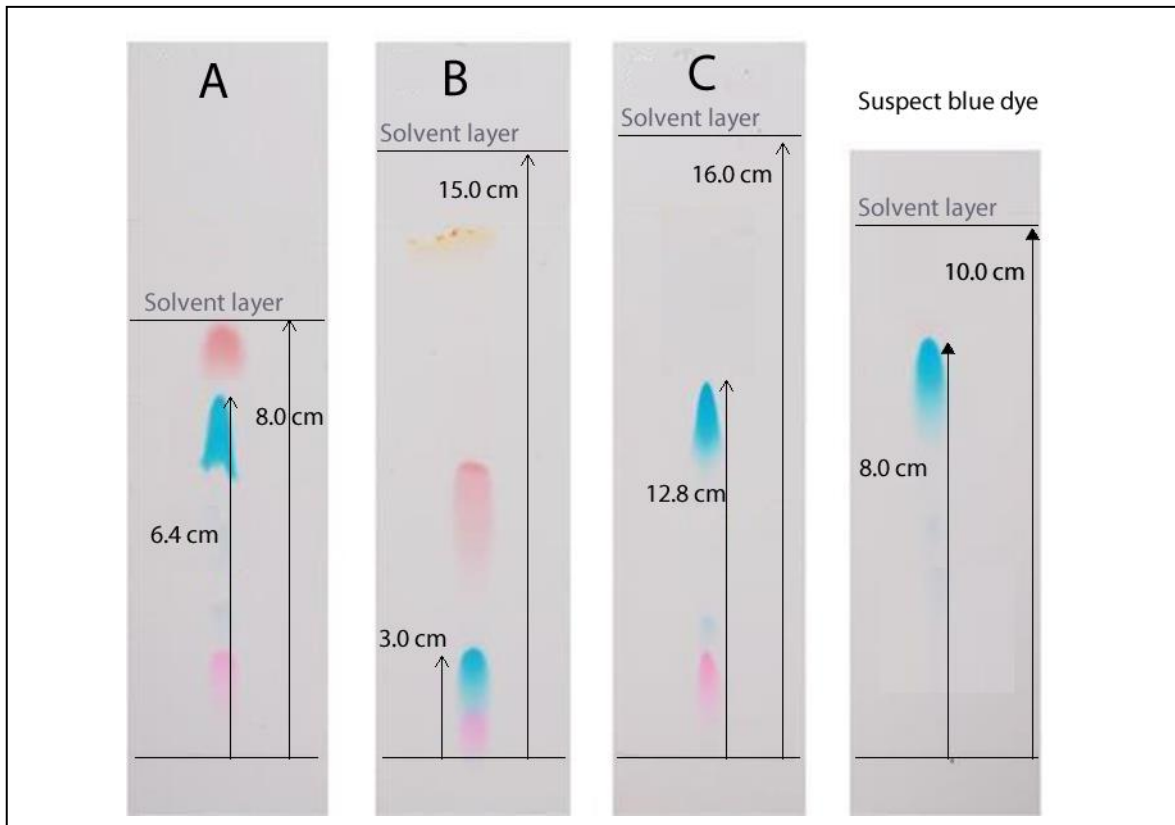 A
Solvent layer
8.0 cm
6.4 cm
B
Solvent layer
15.0 cm
3.0 cm
C
Solvent layer
16.0 cm
12.8 cm
Suspect blue dye
Solvent layer
10.0 cm
8.0 cm